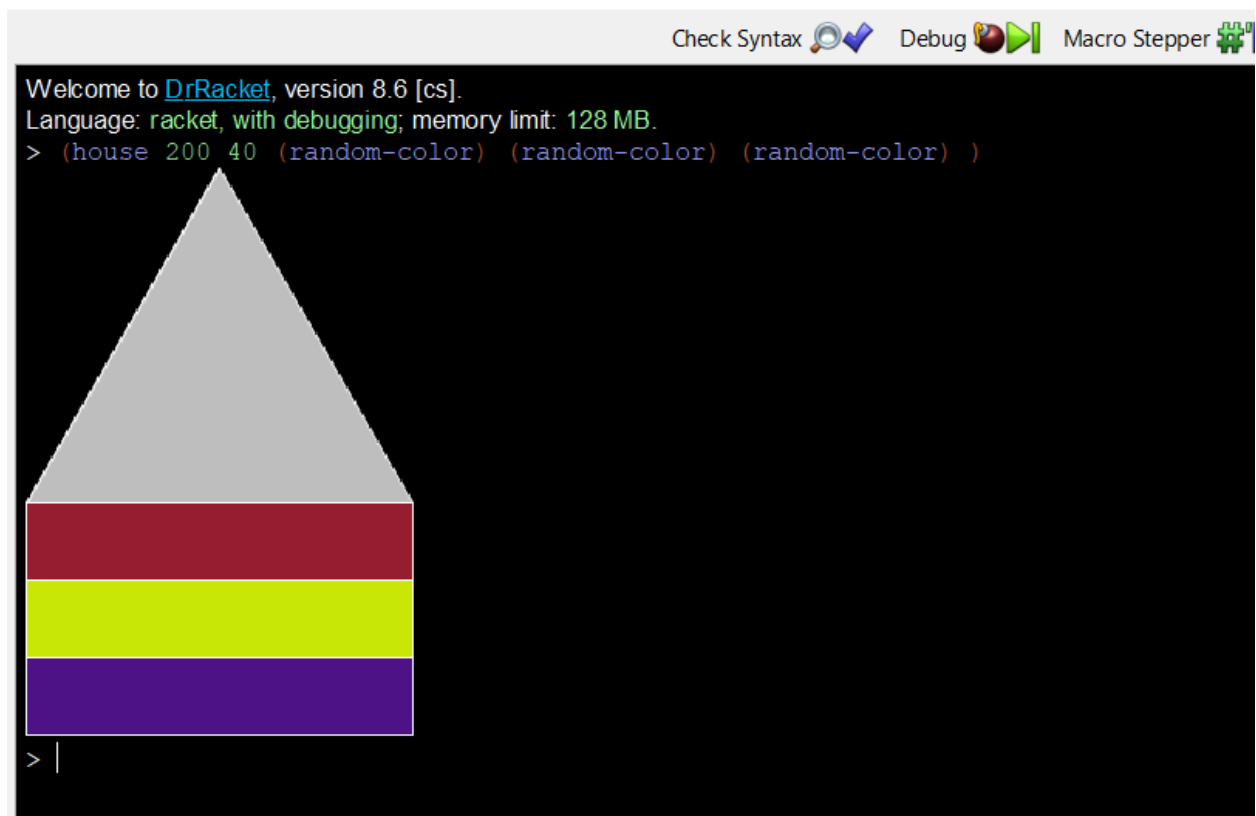 Check Syntax Debug Macro Stepper
Welcome to DrRacket, version 8.6 [cs].
Language: racket, with debugging; memory limit: 128 MB.
> (house 200 40 (random-color) (random-color) (random-color) )
>